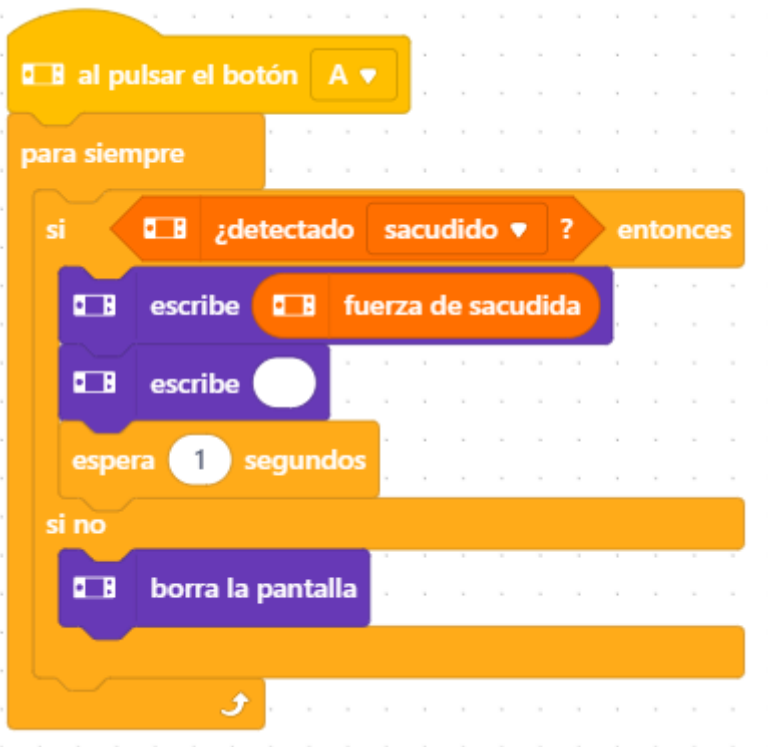 al pulsar el botón A
para siempre
si ¿detectado sacudido ? entonces
escribe fuerza de sacudida
escribe
espera 1 segundos
si no
borra la pantalla